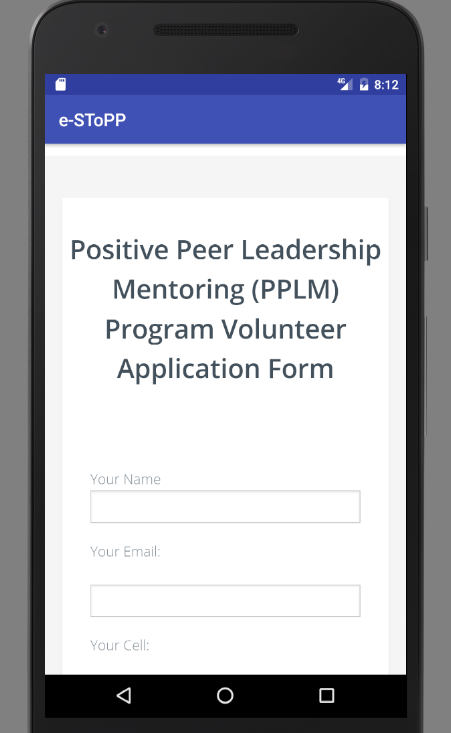 4G 8:12
e-SToPP
Positive Peer Leadership
Mentoring (PPLM)
Program Volunteer
Application Form
Your Name
Your Email:
Your Cell: